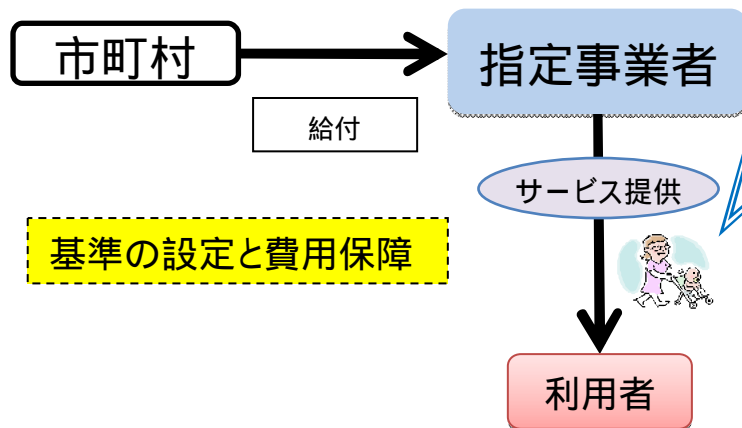 市町村
指定事業者
給付
サービス提供
基準の設定と費用保障
利用者